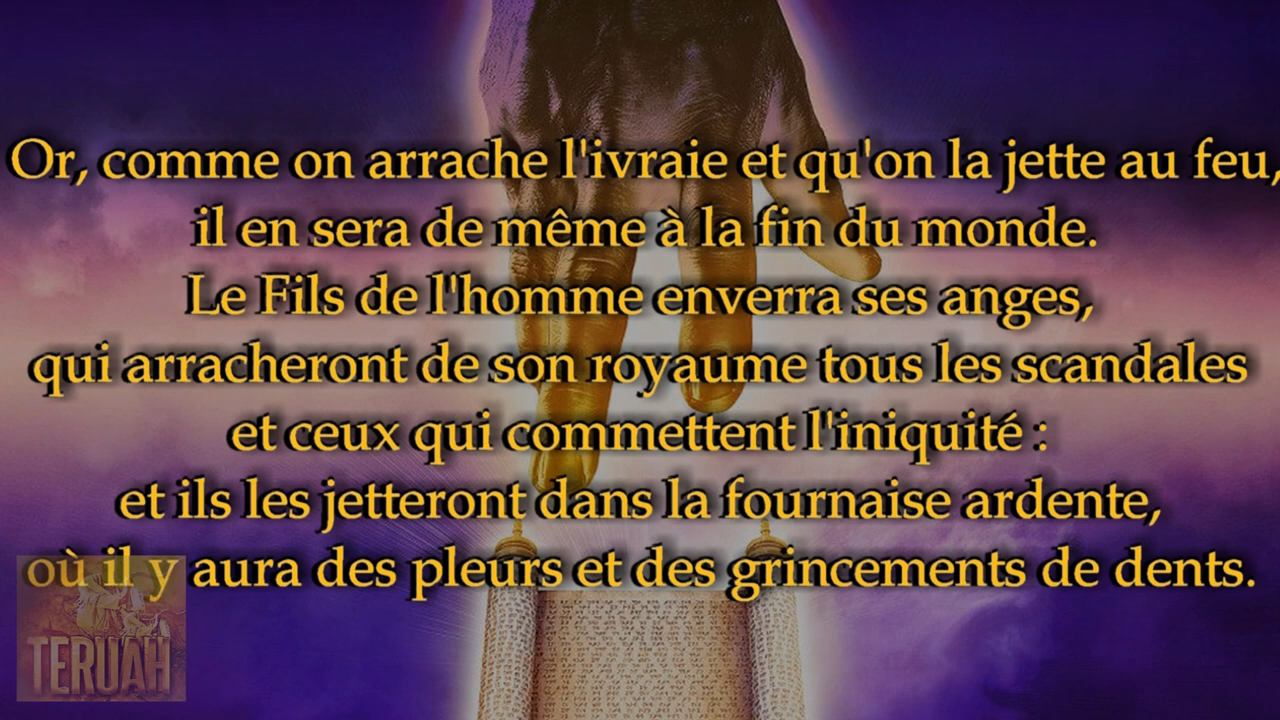 Or, comme on arrache l'ivraie et qu'on la jette au feu,
il en sera de même à la fin du monde.
Le Fils de l'homme enverra ses anges,
qui arracheront de son royaume tous les scandales
et ceux qui commettent l'iniquité :
et ils les jetteront dans la fournaise ardente,
où il y aura des pleurs et des grincements de dents.
TERUAH